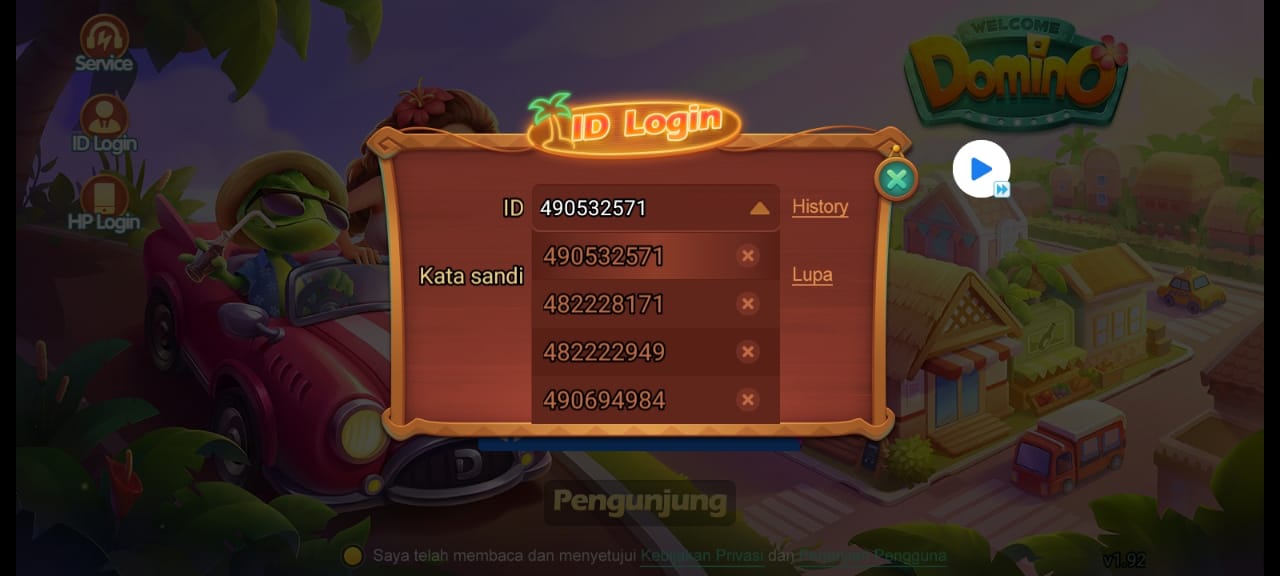 WELCOME
Domino
Service
ID Login
HP Login
ID Login
ID 490532571 History
490532571
Kata sandi Lupa
482228171
482222949
490694984
D
Pengunjung
Saya telah membaca dan menyetujui Kebijakan Privasi dan Pengguna
v1.92